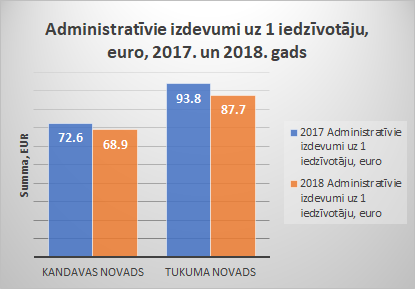 Administratīvie izdevumi uz 1 iedzīvotāju,
euro, 2017. un 2018. gads
Summa, EUR
72.6
68.9
93.8
87.7
KANDAVAS NOVADS
TUKUMA NOVADS
2017 Administratīvie
izdevumi uz 1
iedzīvotāju, euro
2018 Administratīvie
izdevumi uz 1
iedzīvotāju, euro